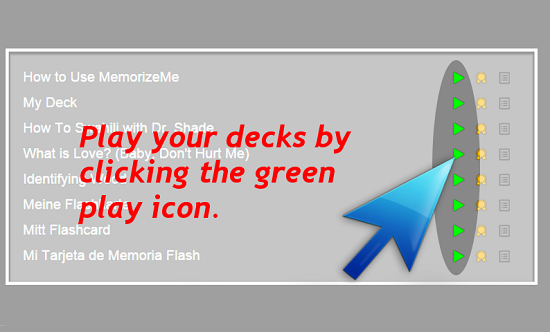 How to Use MemorizeMe
My Deck
How To with Dr. Shade
What is Love? (Baby, Don't Hurt Me)
Identifying
Meine
Mitt Flashcard
Mi Tarjeta de Memoria Flash
Play your decks by
clicking the green
play icon.